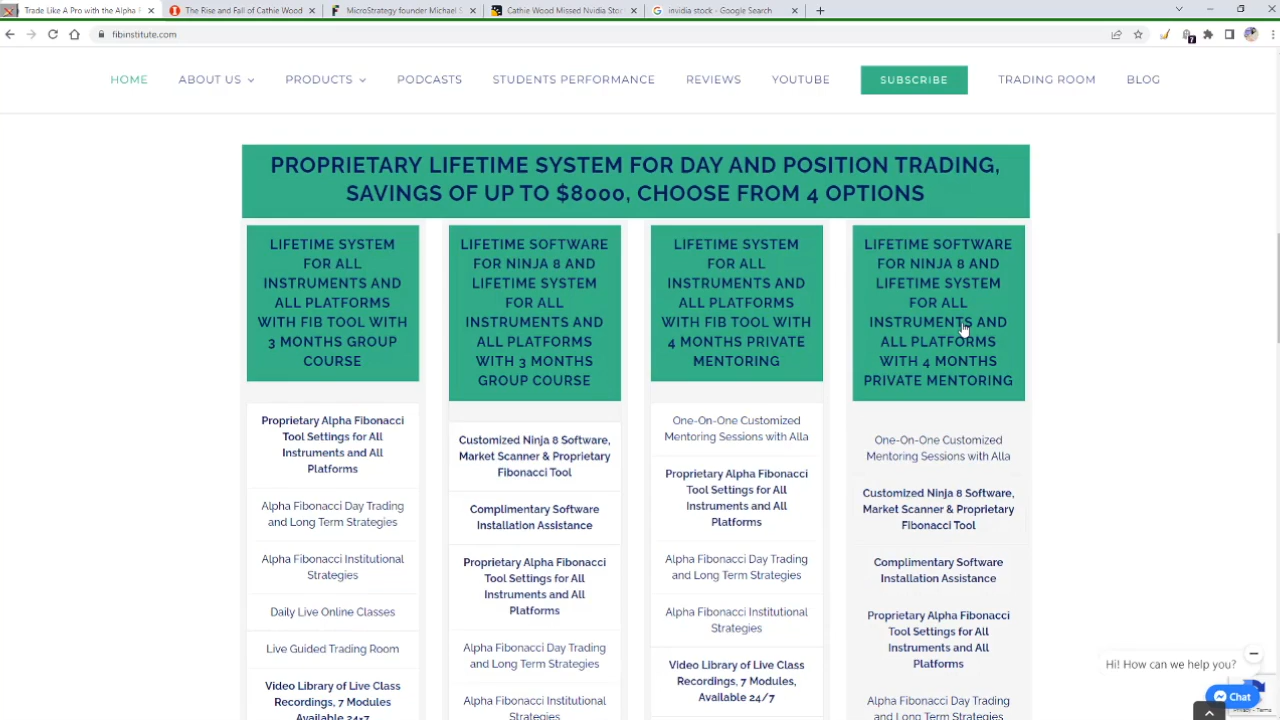 Trade Like A Pro with the Alpha F
The Rise and Fall of Cathie Wood
MicroStrategy founder Michael S
Cathie Wood Missed Nvidia Stoc
invidia stock - Google Search
fibinstitute.com
7
HOME
ABOUT US
PRODUCTS
PODCASTS
STUDENTS PERFORMANCE
REVIEWS
YOUTUBE
SUBSCRIBE
TRADING ROOM
BLOG
PROPRIETARY LIFETIME SYSTEM FOR DAY AND POSITION TRADING,
SAVINGS OF UP TO $8000, CHOOSE FROM 4 OPTIONS
LIFETIME SYSTEM
FOR ALL
INSTRUMENTS AND
ALL PLATFORMS
WITH FIB TOOL WITH
3 MONTHS GROUP
COURSE
Proprietary Alpha Fibonacci
Tool Settings for All
Instruments and All
Platforms
Alpha Fibonacci Day Trading
and Long Term Strategies
Alpha Fibonacci Institutional
Strategies
Daily Live Online Classes
Live Guided Trading Room
Video Library of Live Class
Recordings, 7 Modules
Available 24*7
LIFETIME SOFTWARE
FOR NINJA 8 AND
LIFETIME SYSTEM
FOR ALL
INSTRUMENTS AND
ALL PLATFORMS
WITH 3 MONTHS
GROUP COURSE
Customized Ninja 8 Software,
Market Scanner & Proprietary
Fibonacci Tool
Complimentary Software
Installation Assistance
Proprietary Alpha Fibonacci
Tool Settings for All
Instruments and All
Platforms
Alpha Fibonacci Day Trading
and Long Term Strategies
Alpha Fibonacci Institutional
Strategies
LIFETIME SYSTEM
FOR ALL
INSTRUMENTS AND
ALL PLATFORMS
WITH FIB TOOL WITH
4 MONTHS PRIVATE
MENTORING
One-On-One Customized
Mentoring Sessions with Alla
Proprietary Alpha Fibonacci
Tool Settings for All
Instruments and All
Platforms
Alpha Fibonacci Day Trading
and Long Term Strategies
Alpha Fibonacci Institutional
Strategies
Video Library of Live Class
Recordings, 7 Modules,
Available 24/7
LIFETIME SOFTWARE
FOR NINJA 8 AND
LIFETIME SYSTEM
FOR ALL
INSTRUMENTS AND
ALL PLATFORMS
WITH 4 MONTHS
PRIVATE MENTORING
One-On-One Customized
Mentoring Sessions with Alla
Customized Ninja 8 Software,
Market Scanner & Proprietary
Fibonacci Tool
Complimentary Software
Installation Assistance
Proprietary Alpha Fibonacci
Tool Settings for All
Instruments and All
Platforms
Alpha Fibonacci Day Trading
and Long Term Strategies
Hi! How can we help you?
Chat